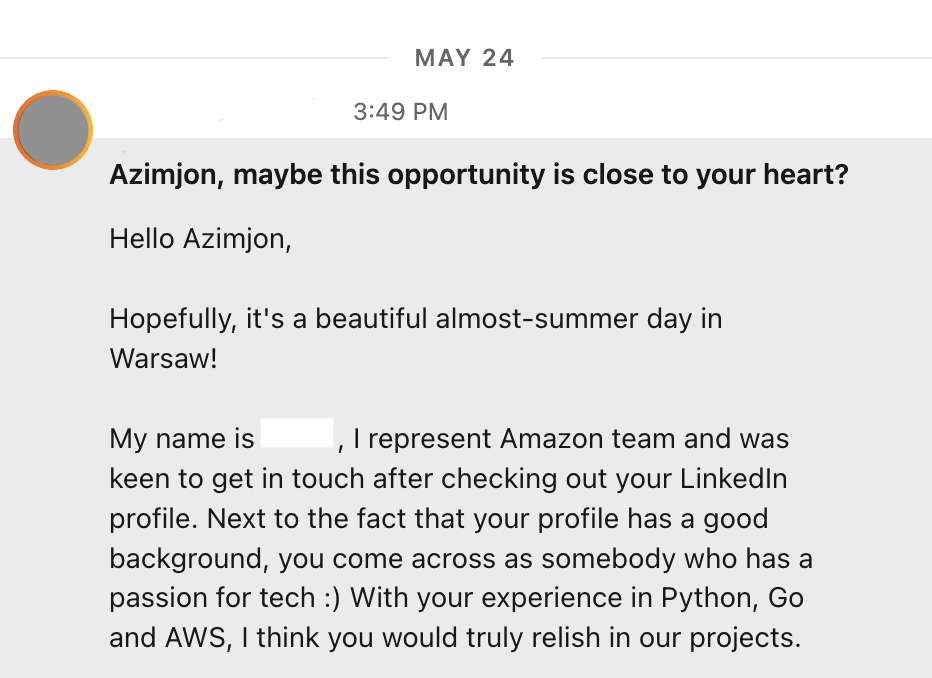 MAY 24
3:49 PM
Azimjon, maybe this opportunity is close to your heart?
Hello Azimjon,
Hopefully, it's a beautiful almost-summer day in
Warsaw!
My name is , I represent Amazon team and was
keen to get in touch after checking out your LinkedIn
profile. Next to the fact that your profile has a good
background, you come across as somebody who has a
passion for tech :) With your experience in Python, Go
and AWS, I think you would truly relish in our projects.